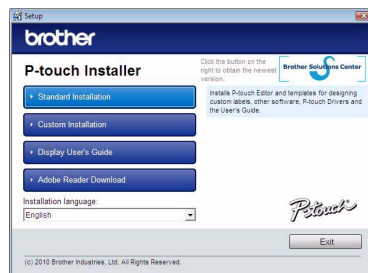 Setup
brother
P-touch Installer
Click the button on the
right to obtain the newest
version.
Brother Solutions Center
Standard Installation
Installs P-touch Editor and templates for designing
custom labels, other software, P-touch Drivers and
the User's Guide.
Custom Installation
Display User's Guide
Adobe Reader Download
Installation language:
English
P-touch
Exit
(c) 2010 Brother Industries, Ltd. All Rights Reserved.